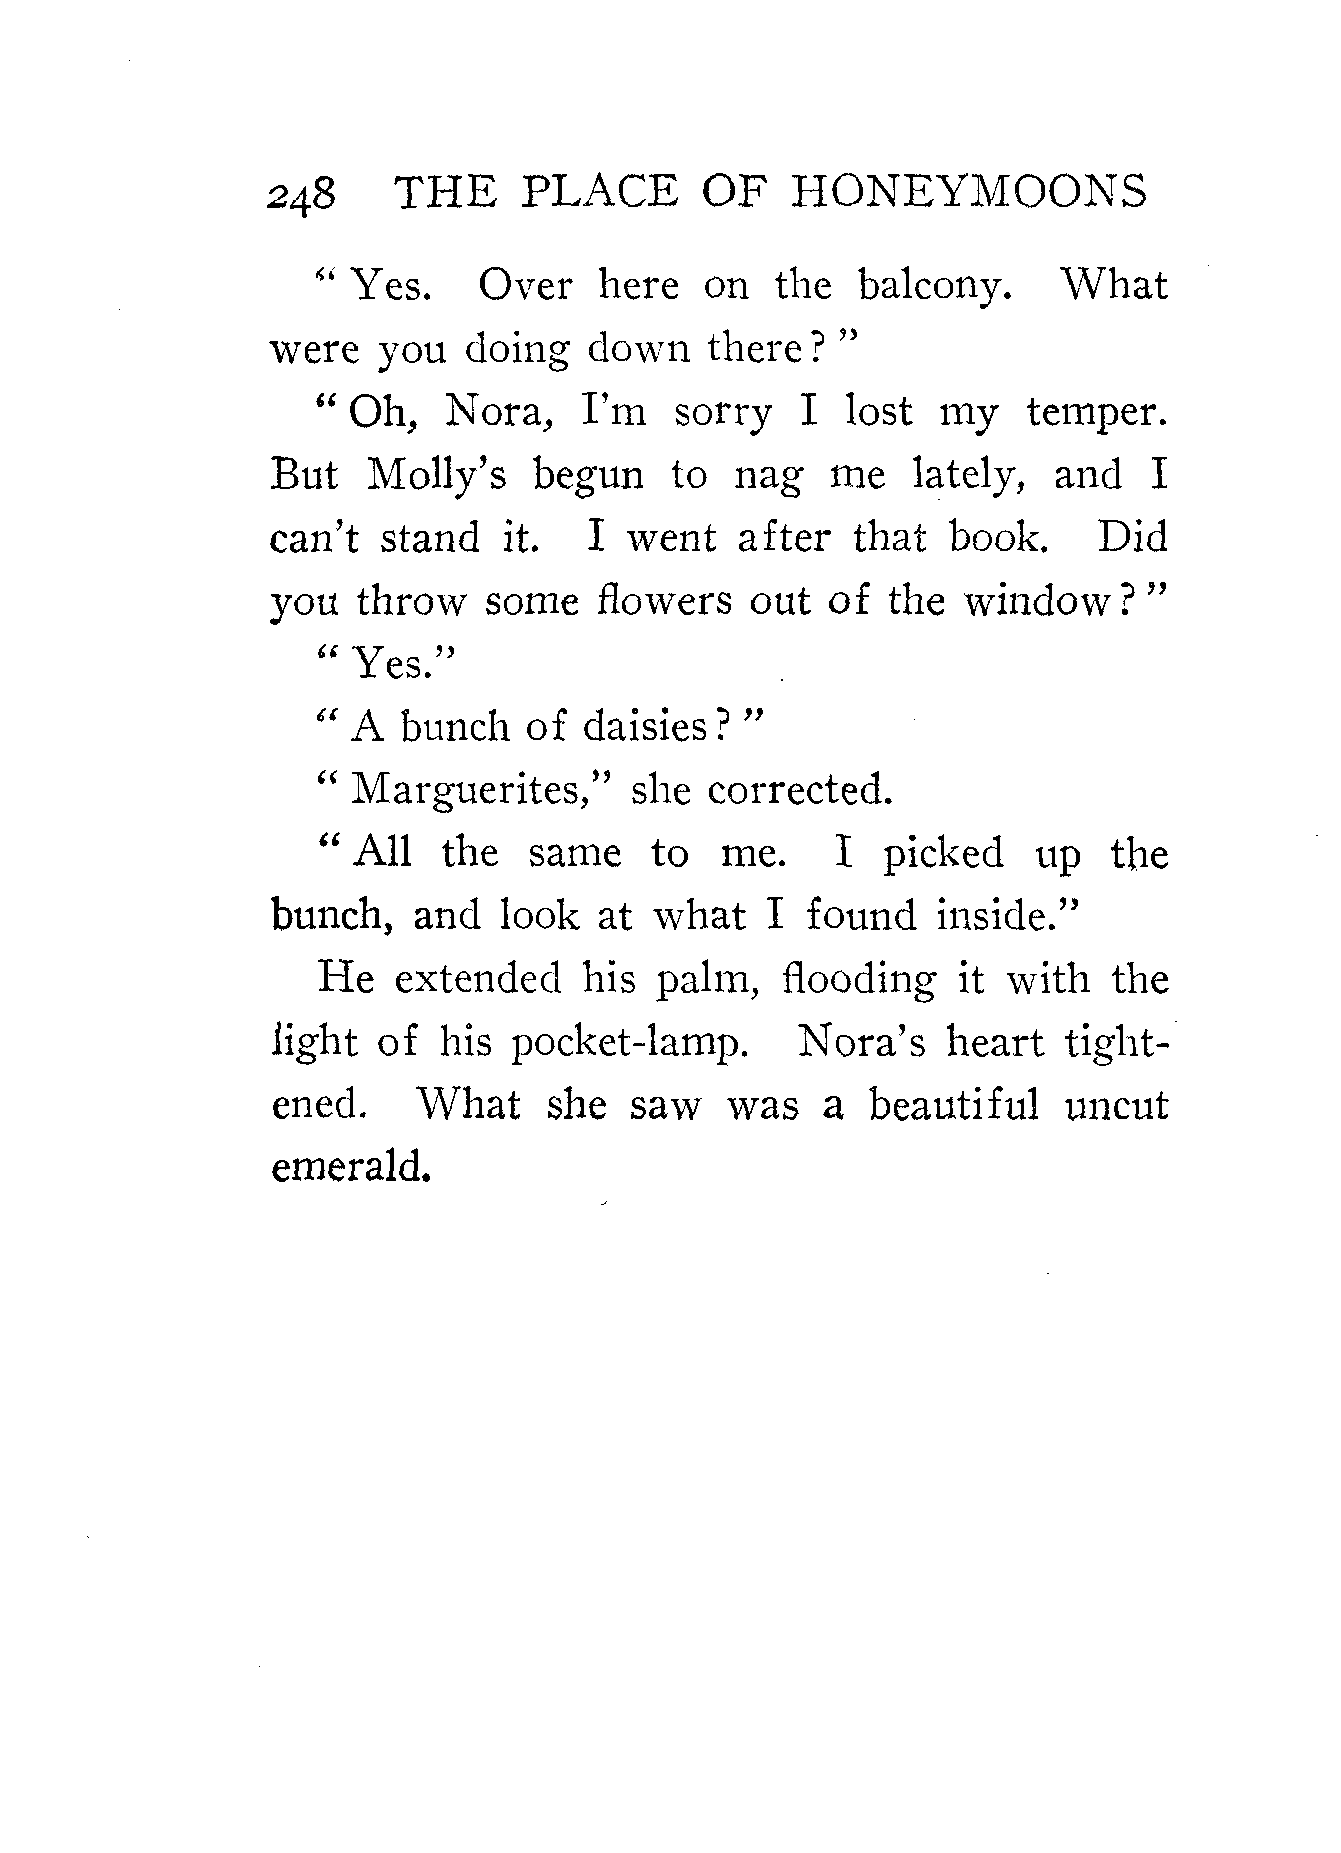 248 THE PLACE OF HONEYMOONS
“ Yes. Over here on the balcony. What
were you doing down there? ”
“ Oh, Nora, I’m sorry I lost my temper.
But Molly’s begun to nag me lately, and I
can’t stand it. I went after that book. Did
you throw some flowers out of the window? ”
“ Yes.”
“ A bunch of daisies? ”
“ Marguerites,” she corrected.
“ All the same to me. I picked up the
bunch, and look at what I found inside.”
He extended his palm, flooding it with the
light of his pocket-lamp. Nora’s heart tight-
ened. What she saw was a beautiful uncut
emerald.